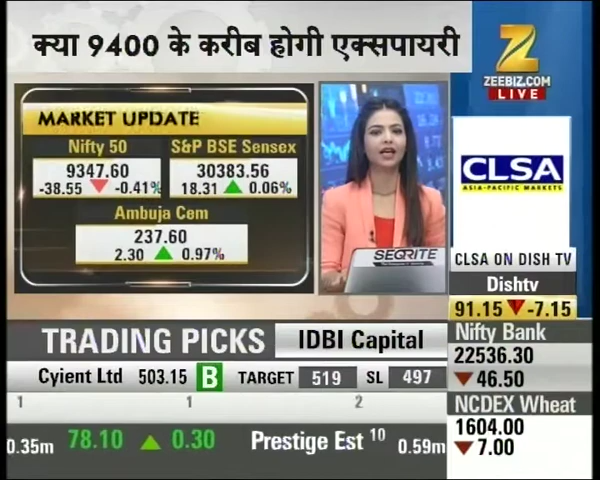 क्या 9400 के करीब होगी एक्सपायरी
ZEEBIZ.COM
LIVE
MARKET UPDATE
Nifty 50
9347.60
-38.55 -0.41%
S&P BSE Sensex
30383.56
18.31 0.06%
Ambuja Cem
237.60
2.30 0.97%
SEQRITE
CLSA
ASIA-PACIFIC MARKETS
CLSA ON DISH TV
Dishtv
91.15 -7.15
Nifty Bank
22536.30
46.50
NCDEX Wheat
1604.00
7.00
TRADING PICKS IDBI Capital
Cyient Ltd 503.15 B TARGET 519 SL 497
1 1 2
0.35m 78.10 0.30 Prestige Est 10 0.59m